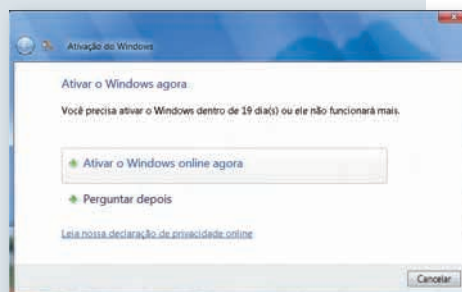 Ativação do Windows
Ativar o Windows agora
Você precisa ativar o Windows dentro de 19 dia(s) ou ele não funcionará mais.
Ativar o Windows online agora
Perguntar depois
Leia nossa declaração de privacidade online
Cancelar